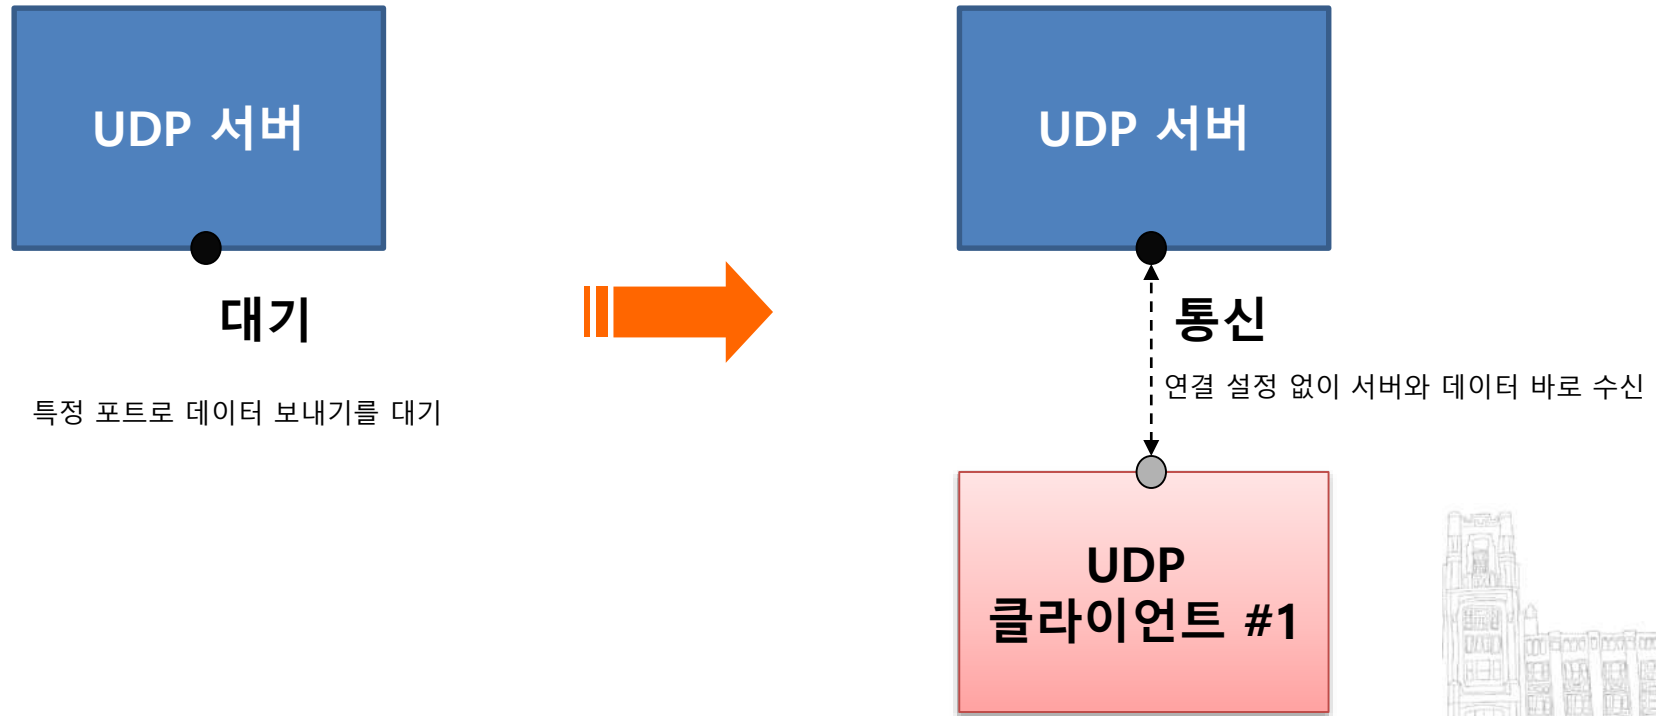 UDP 서버
대기
특정 포트로 데이터 보내기를 대기
UDP 서버
통신
연결 설정 없이 서버와 데이터 바로 수신
UDP
클라이언트 #1